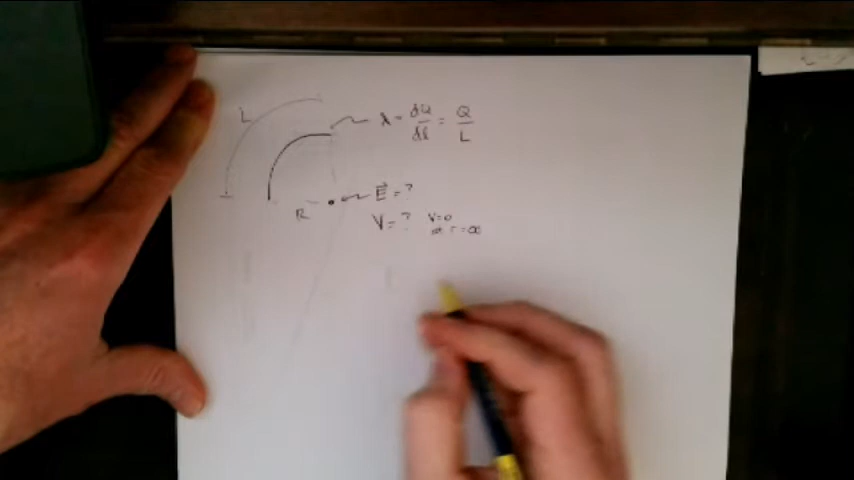 L
λ = dQ/dl = Q/L
E⃗ = ?
R
V = ? V=0
at r = ∞